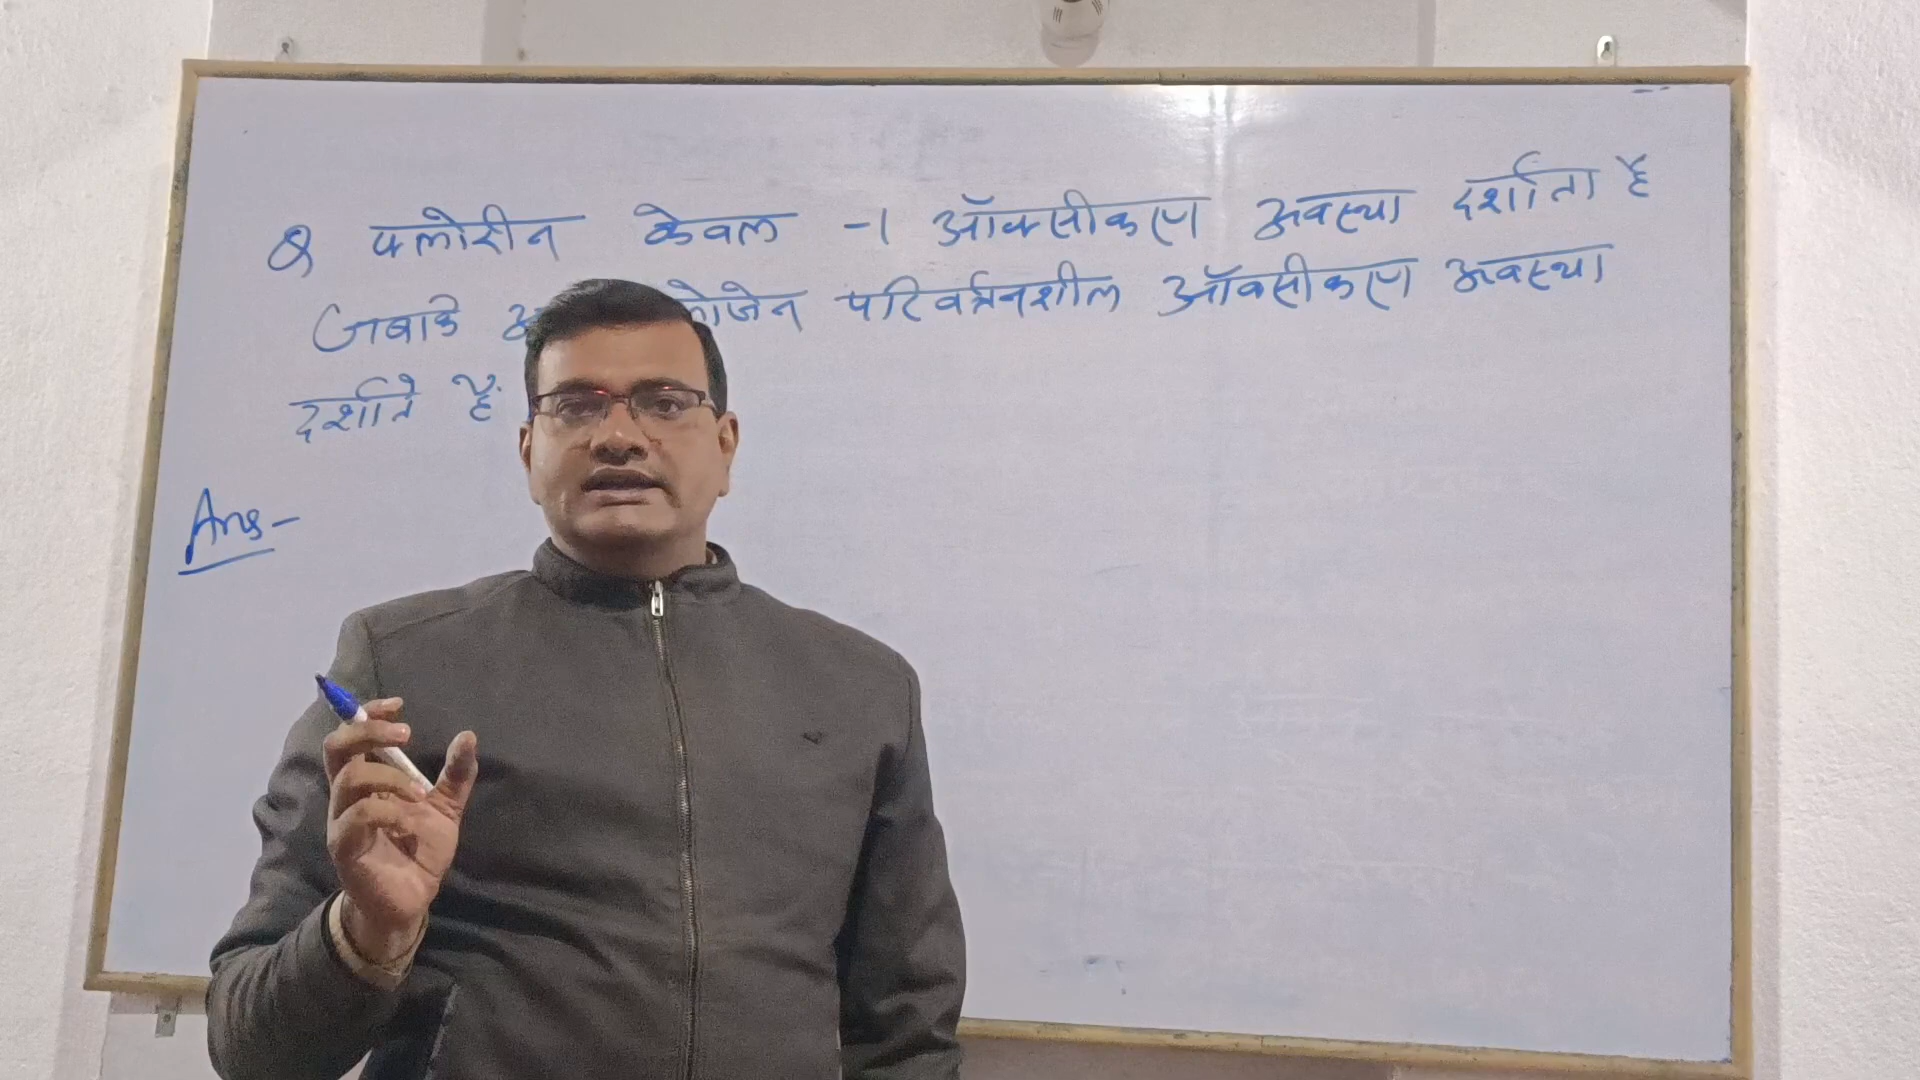 Q फ्लोरीन केवल -1 ऑक्सीकरण अवस्था दर्शाता है
जबकि परिवर्तनशील ऑक्सीकरण अवस्था
दर्शाते हैं
Ans-